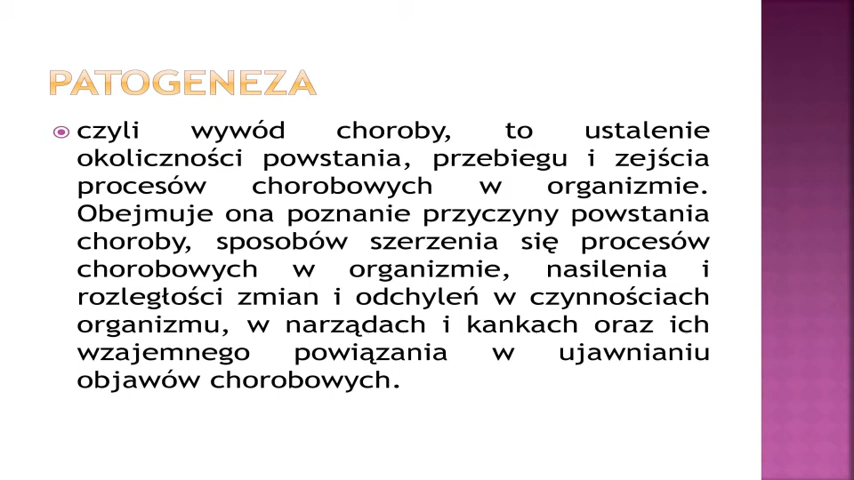 PATOGENEZA
czyli wywód choroby, to ustalenie
okoliczności powstania, przebiegu i zejścia
procesów chorobowych w organizmie.
Obejmuje ona poznanie przyczyny powstania
choroby, sposobów szerzenia się procesów
chorobowych w organizmie, nasilenia i
rozległości zmian i odchyleń w czynnościach
organizmu, w narządach i kankach oraz ich
wzajemnego powiązania w ujawnianiu
objawów chorobowych.